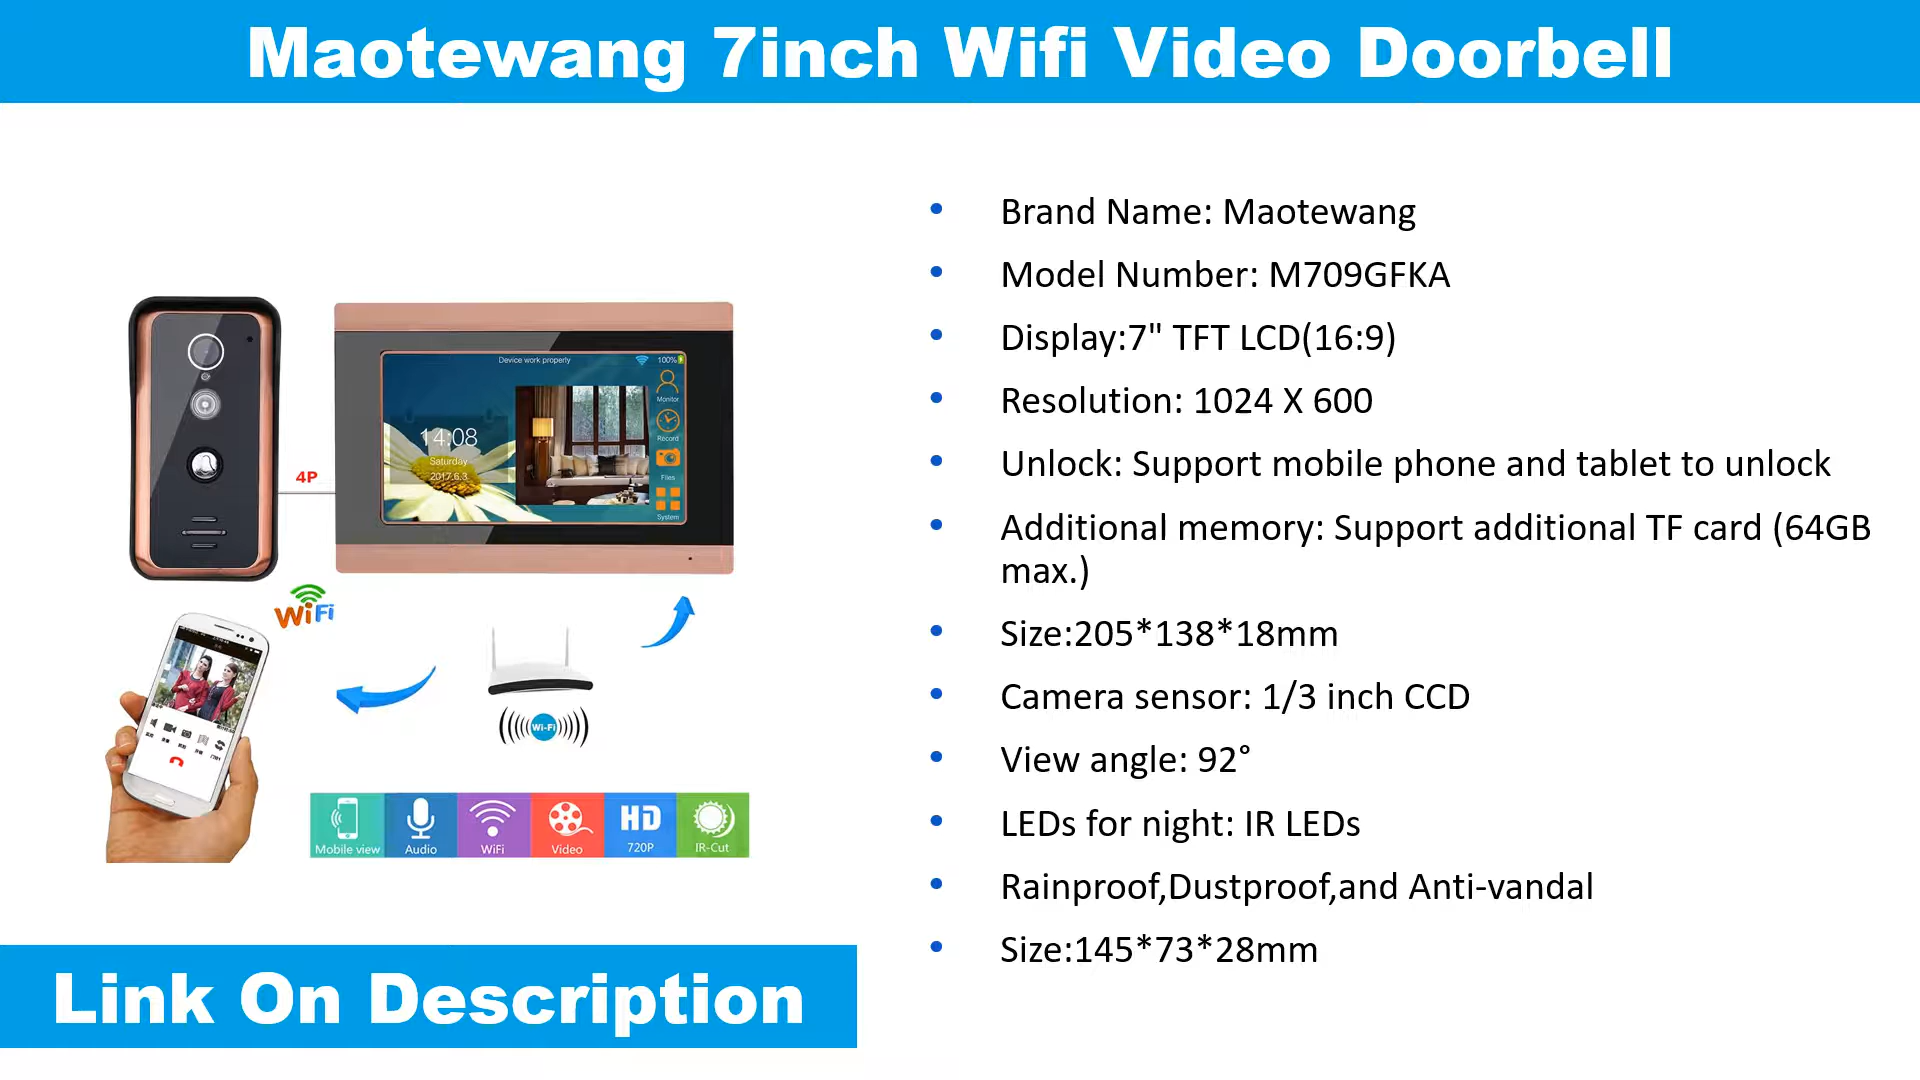 Maotewang 7inch Wifi Video Doorbell
Device work properly
100%
Monitor
Record
Files
System
14:08
Saturday
2017.6.3
4P
WiFi
Wi-Fi
Mobile view
Audio
WiFi
Video
HD
720P
IR-Cut
Link On Description
Brand Name: Maotewang
Model Number: M709GFKA
Display:7" TFT LCD(16:9)
Resolution: 1024 X 600
Unlock: Support mobile phone and tablet to unlock
Additional memory: Support additional TF card (64GB
max.)
Size:205*138*18mm
Camera sensor: 1/3 inch CCD
View angle: 92°
LEDs for night: IR LEDs
Rainproof,Dustproof,and Anti-vandal
Size:145*73*28mm